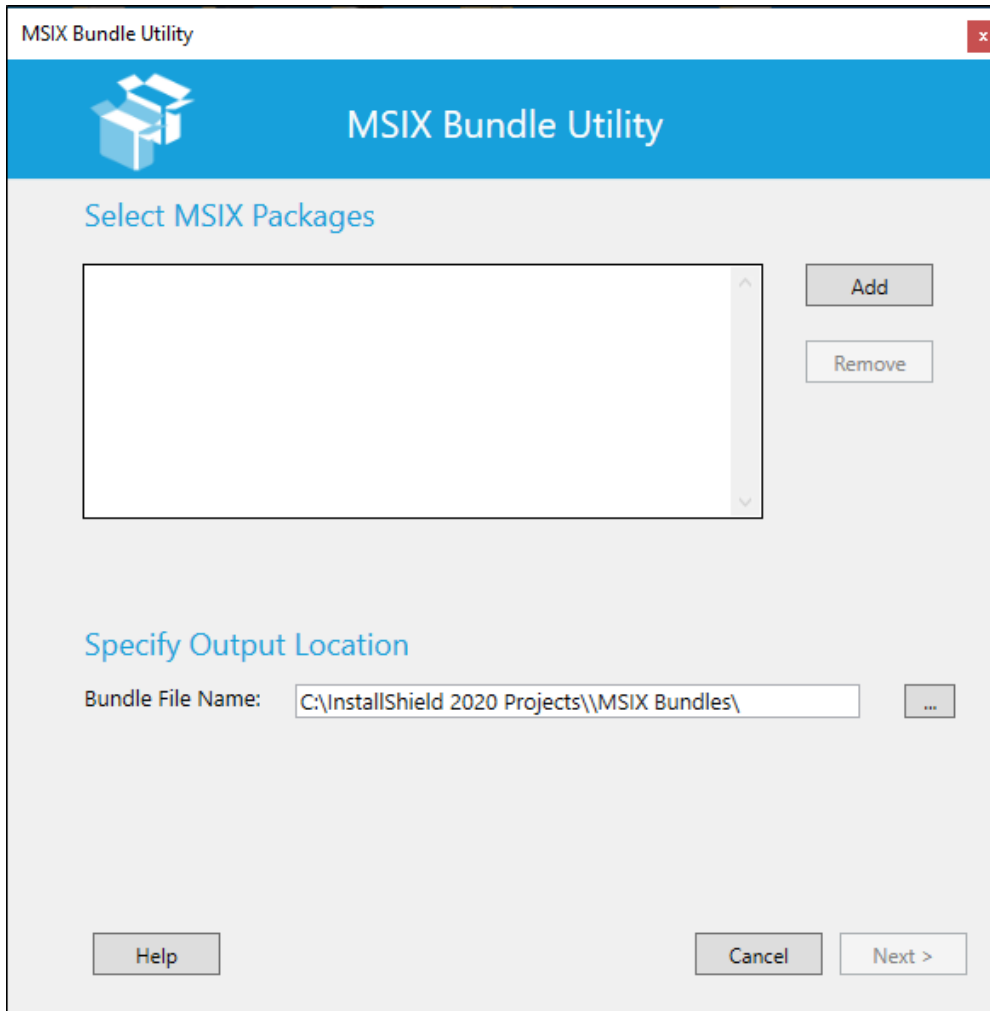 MSIX Bundle Utility
x
MSIX Bundle Utility
Select MSIX Packages
Add
Remove
Specify Output Location
Bundle File Name: C:\InstallShield 2020 Projects\\MSIX Bundles\ ...
Help Cancel Next >